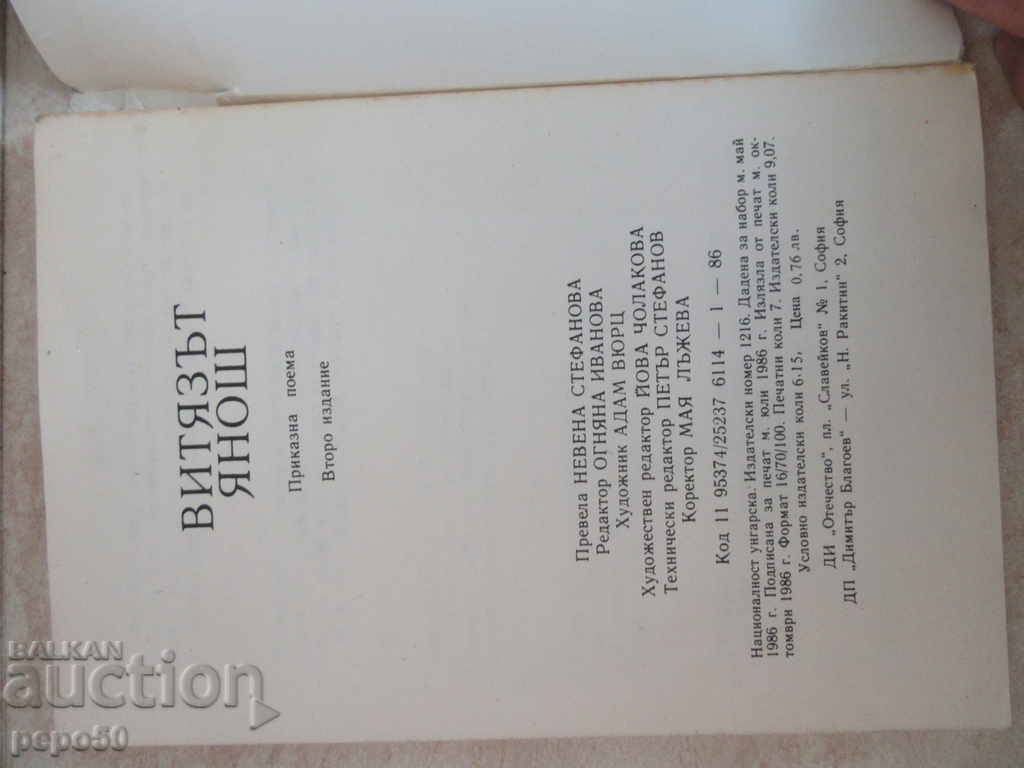 ВИТЯЗЪТ
ЯНОШ
Приказна поема
Второ издание
Превела НЕВЕНА СТЕФАНОВА
Редактор ОГНЯНА ИВАНОВА
Художник АДАМ ВЮРЦ
Художествен редактор ЙОВА ЧОЛАКОВА
Технически редактор ПЕТЪР СТЕФАНОВ
Коректор МАЯ ЛЪЖЕВА
Код 11 95374/25237 6114 — 1 — 86
Националност унгарска. Издателски номер 1216. Дадена за набор м. май
1986 г. Подписана за печат м. юли 1986 г. Излязла от печат м. ок-
томври 1986 г. Формат 16/70/100. Печатни коли 7. Издателски коли 9,07.
Условно издателски коли 6·15, Цена 0,76 лв.
ДИ „Отечество“, пл. „Славейков“ № 1, София
ДП „Димитър Благоев“ — ул. „Н. Ракитин“ 2, София
BALKAN
auction
pepo50